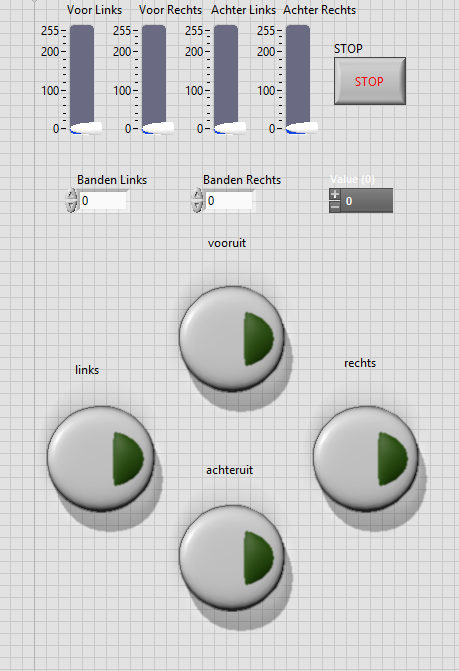 Voor Links Voor Rechts Achter Links Achter Rechts
255 255 255 255
200 200 200 200
100 100 100 100
0 0 0 0
STOP
STOP
Banden Links Banden Rechts Value (0)
0 0 0
vooruit
links rechts
achteruit